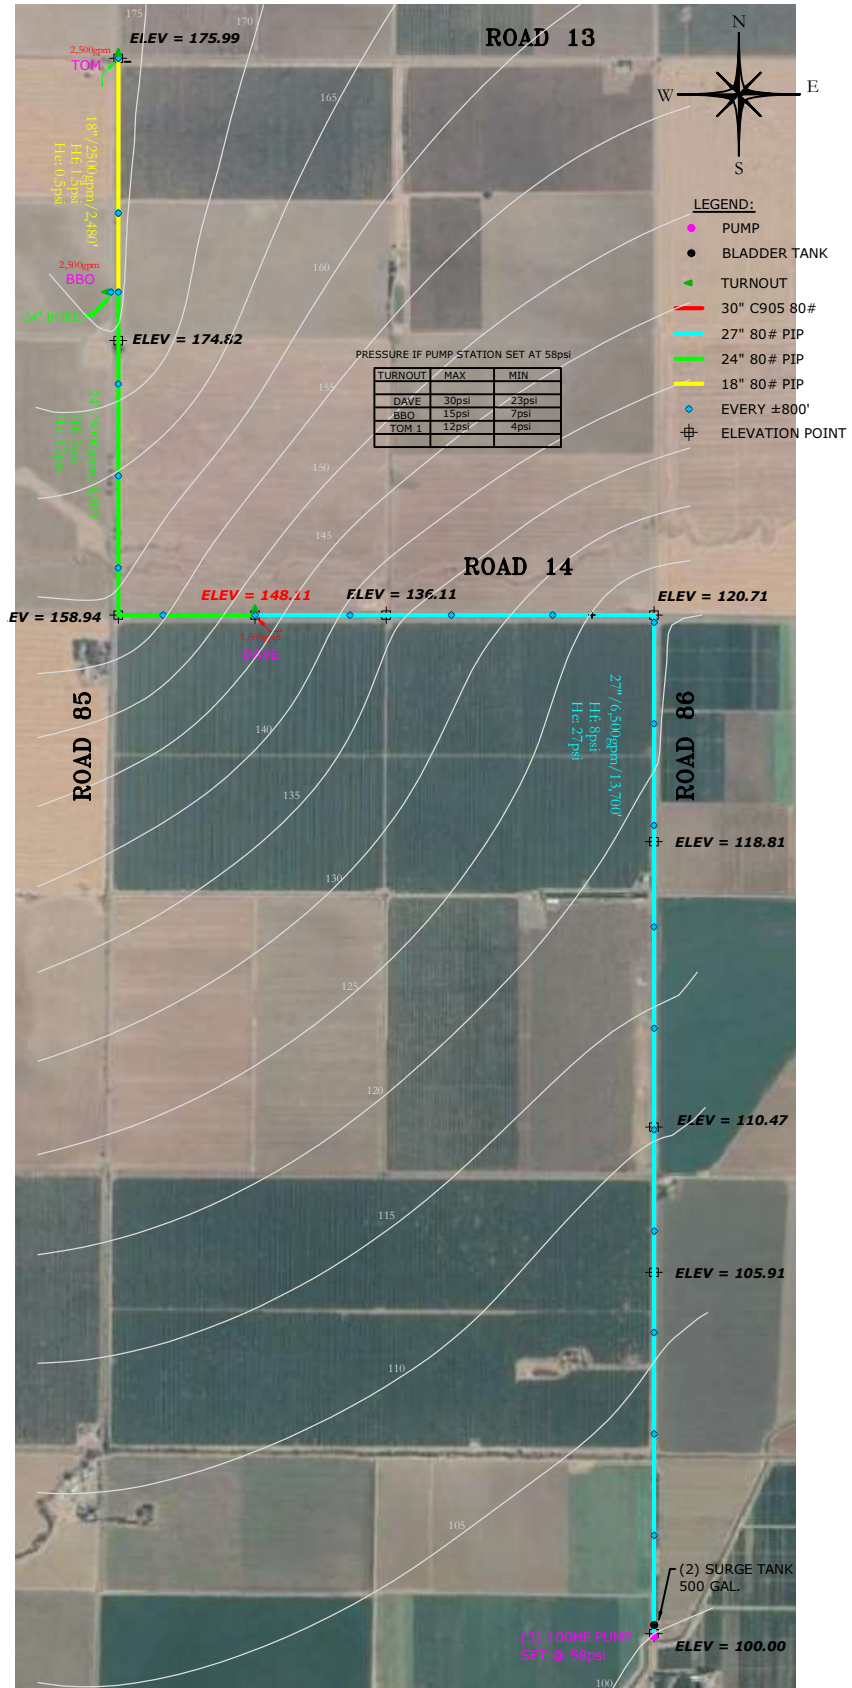 175
170
ELEV = 175.99
ROAD 13
N
W
E
S
2,500gpm
TOM
165
18"/2500gpm/2,480'
Hf: 1.5psi
He: 0.5psi
LEGEND:
PUMP
BLADDER TANK
TURNOUT
30" C905 80#
27" 80# PIP
24" 80# PIP
18" 80# PIP
EVERY ±800'
ELEVATION POINT
2,500gpm
BBO
160
24" BORE
ELEV = 174.82
PRESSURE IF PUMP STATION SET AT 58psi
TURNOUT MAX MIN
DAVE 30psi 23psi
BBO 15psi 7psi
TOM 1 12psi 4psi
155
150
145
ROAD 14
ELEV = 148.11
ELEV = 136.11
ELEV = 120.71
EV = 158.94
DAVE
27"/6,500gpm/13,700'
Hf: 8psi
He: 27psi
ROAD 85
ROAD 86
140
135
ELEV = 118.81
130
125
120
ELEV = 110.47
115
ELEV = 105.91
110
105
(2) SURGE TANK
500 GAL.
(3) 100HP PUMP
SET @ 58psi
ELEV = 100.00
100